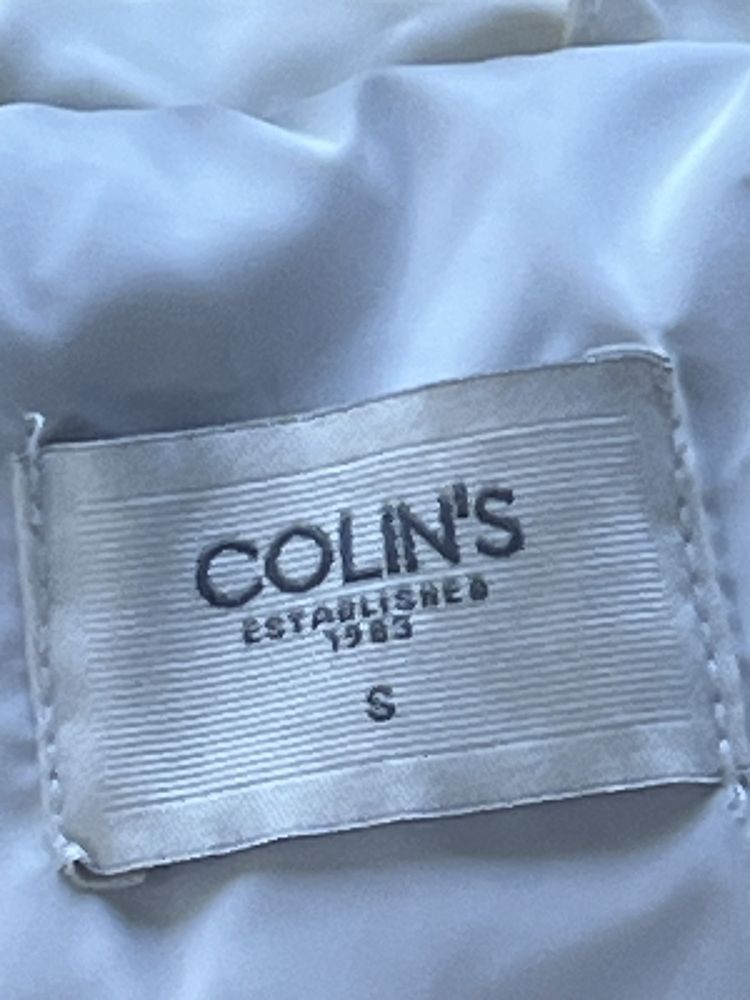 COLIN'S
ESTABLISHED
1983
S